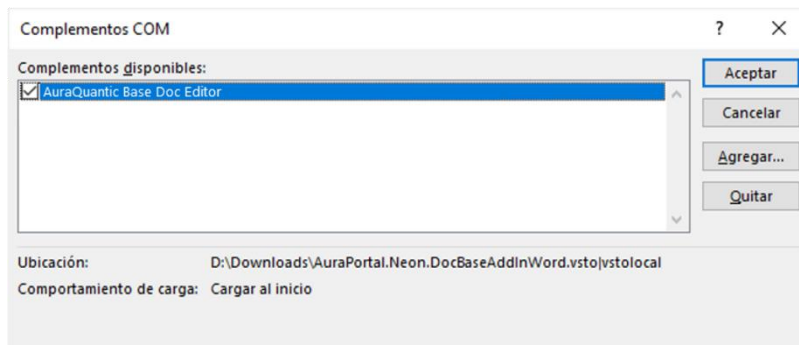 Complementos COM
?
Complementos disponibles:
AuraQuantic Base Doc Editor
Aceptar
Cancelar
Agregar...
Quitar
Ubicación: D:\Downloads\AuraPortal.Neon.DocBaseAddInWord.vsto|vstolocal
Comportamiento de carga: Cargar al inicio